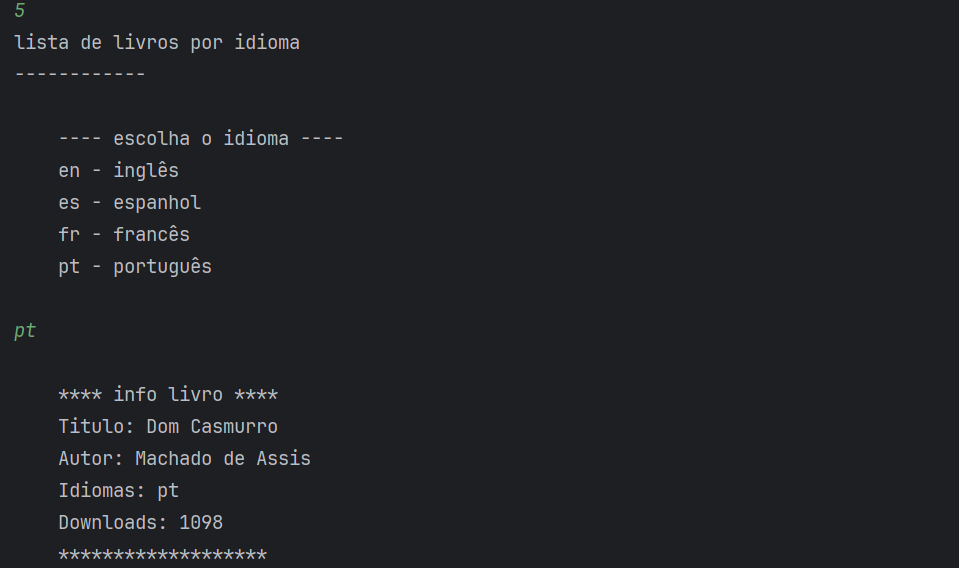 5
lista de livros por idioma
------------
---- escolha o idioma ----
en - inglês
es - espanhol
fr - francês
pt - português
pt
**** info livro ****
Titulo: Dom Casmurro
Autor: Machado de Assis
Idiomas: pt
Downloads: 1098
*******************